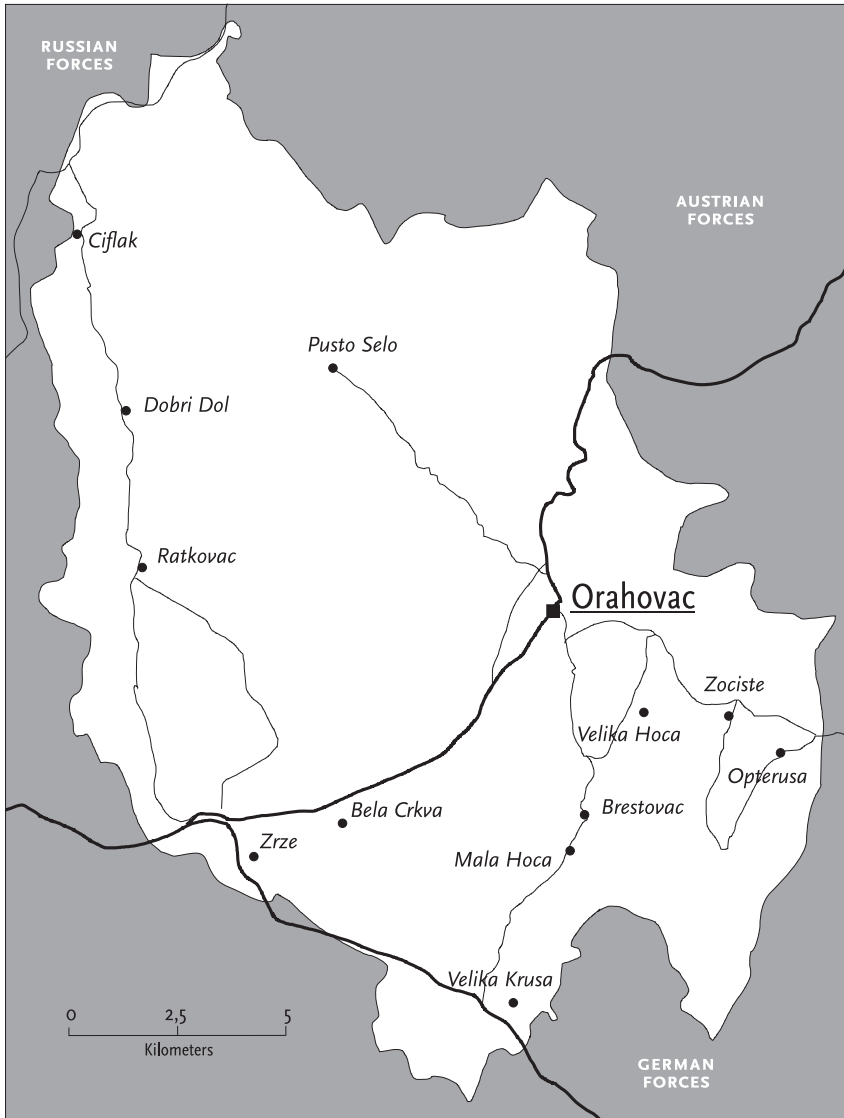 RUSSIAN
FORCES
AUSTRIAN
FORCES
Ciflak
Pusto Selo
Dobri Dol
Ratkovac
Orahovac
Zociste
Velika Hoca
Opterusa
Bela Crkva
Brestovac
Zrze
Mala Hoca
Velika Krusa
0 2,5 5
Kilometers
GERMAN
FORCES